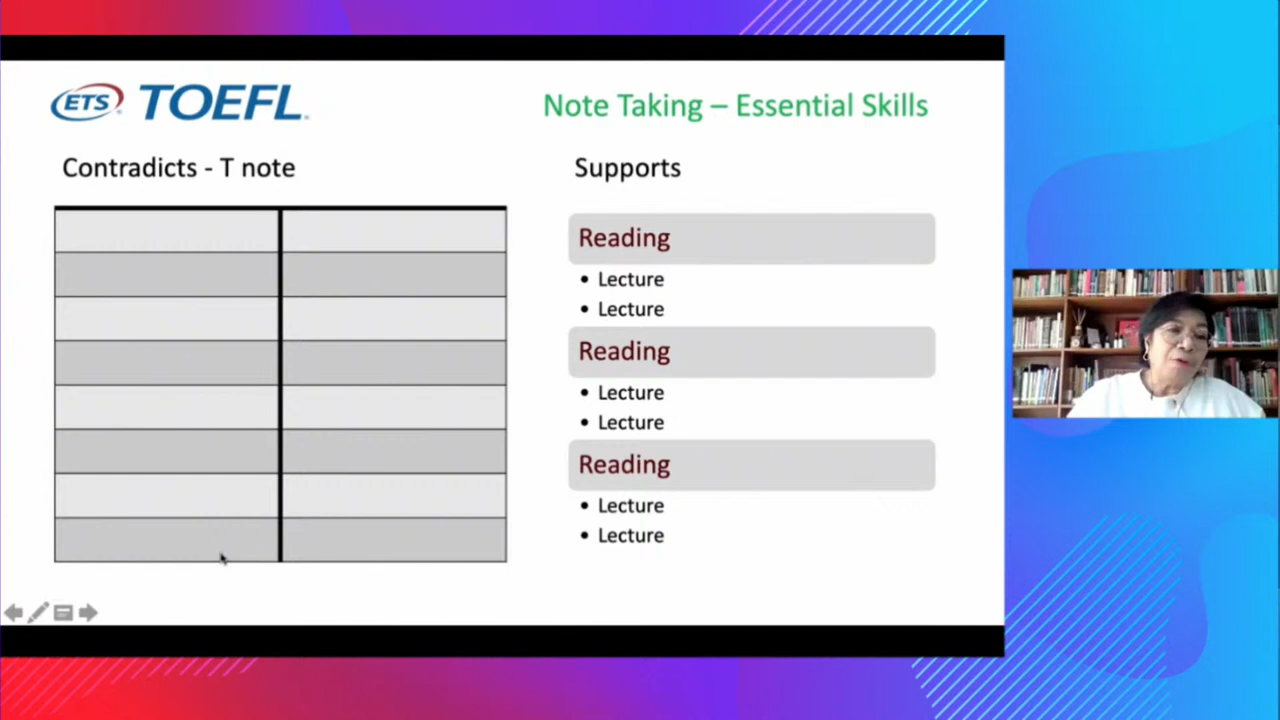 ETS TOEFL
Note Taking – Essential Skills
Contradicts - T note
Supports
Reading
• Lecture
• Lecture
Reading
• Lecture
• Lecture
Reading
• Lecture
• Lecture